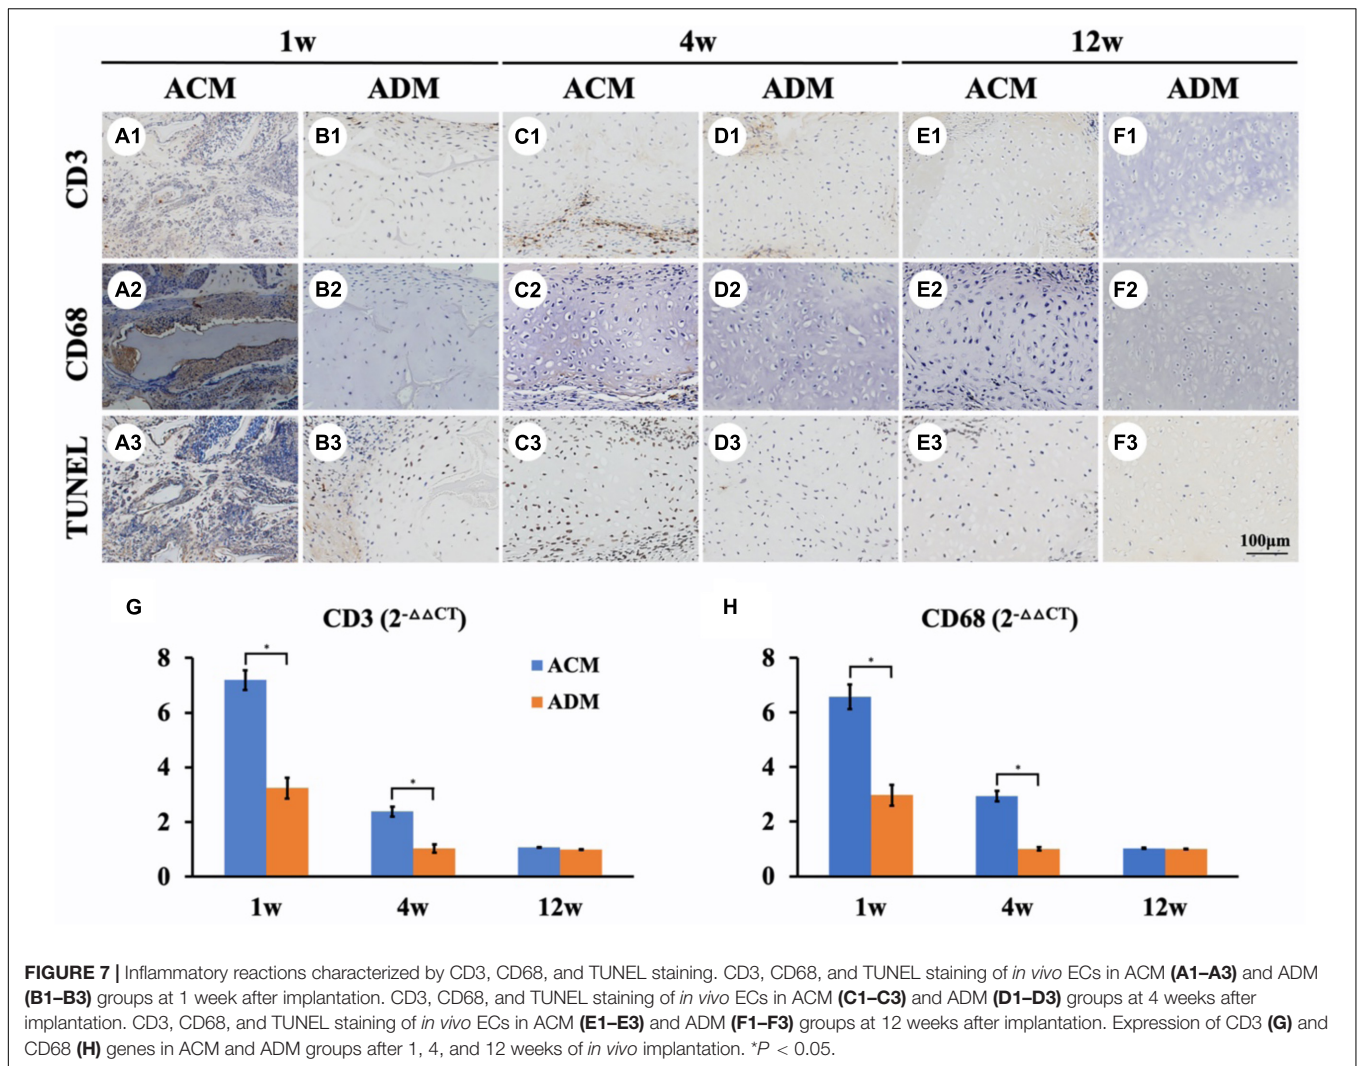 1w 4w 12w
ACM ADM ACM ADM ACM ADM
CD3 A1 B1 C1 D1 E1 F1
CD68 A2 B2 C2 D2 E2 F2
TUNEL A3 B3 C3 D3 E3 F3
100μm
G CD3 (2-△△CT)
8
6
4
2
0
*
*
ACM
ADM
1w 4w 12w
H CD68 (2-△△CT)
8
6
4
2
0
*
*
1w 4w 12w
FIGURE 7 | Inflammatory reactions characterized by CD3, CD68, and TUNEL staining. CD3, CD68, and TUNEL staining of in vivo ECs in ACM (A1–A3) and ADM
(B1–B3) groups at 1 week after implantation. CD3, CD68, and TUNEL staining of in vivo ECs in ACM (C1–C3) and ADM (D1–D3) groups at 4 weeks after
implantation. CD3, CD68, and TUNEL staining of in vivo ECs in ACM (E1–E3) and ADM (F1–F3) groups at 12 weeks after implantation. Expression of CD3 (G) and
CD68 (H) genes in ACM and ADM groups after 1, 4, and 12 weeks of in vivo implantation. *P < 0.05.